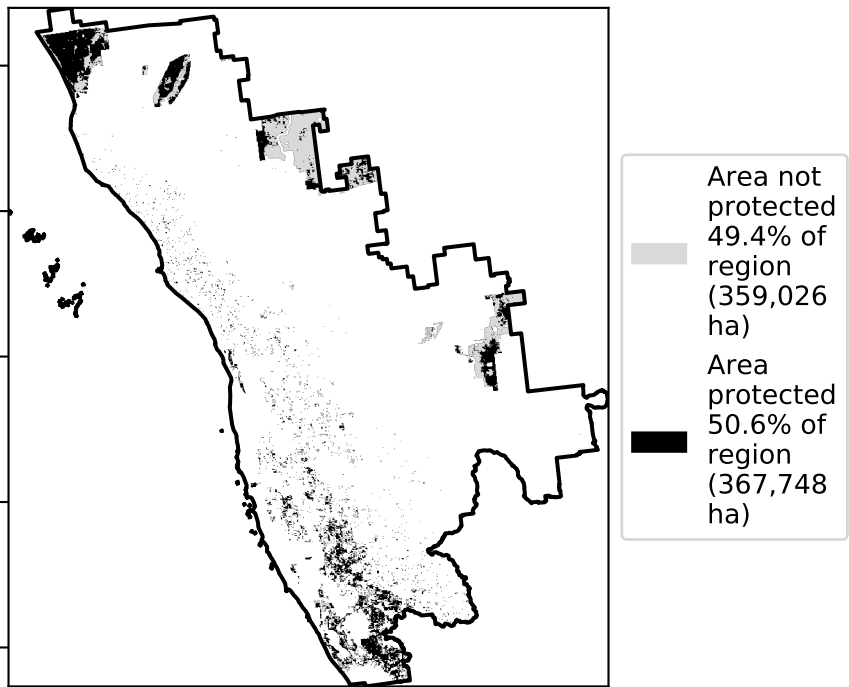 Area not
protected
49.4% of
region
(359,026
ha)
Area
protected
50.6% of
region
(367,748
ha)